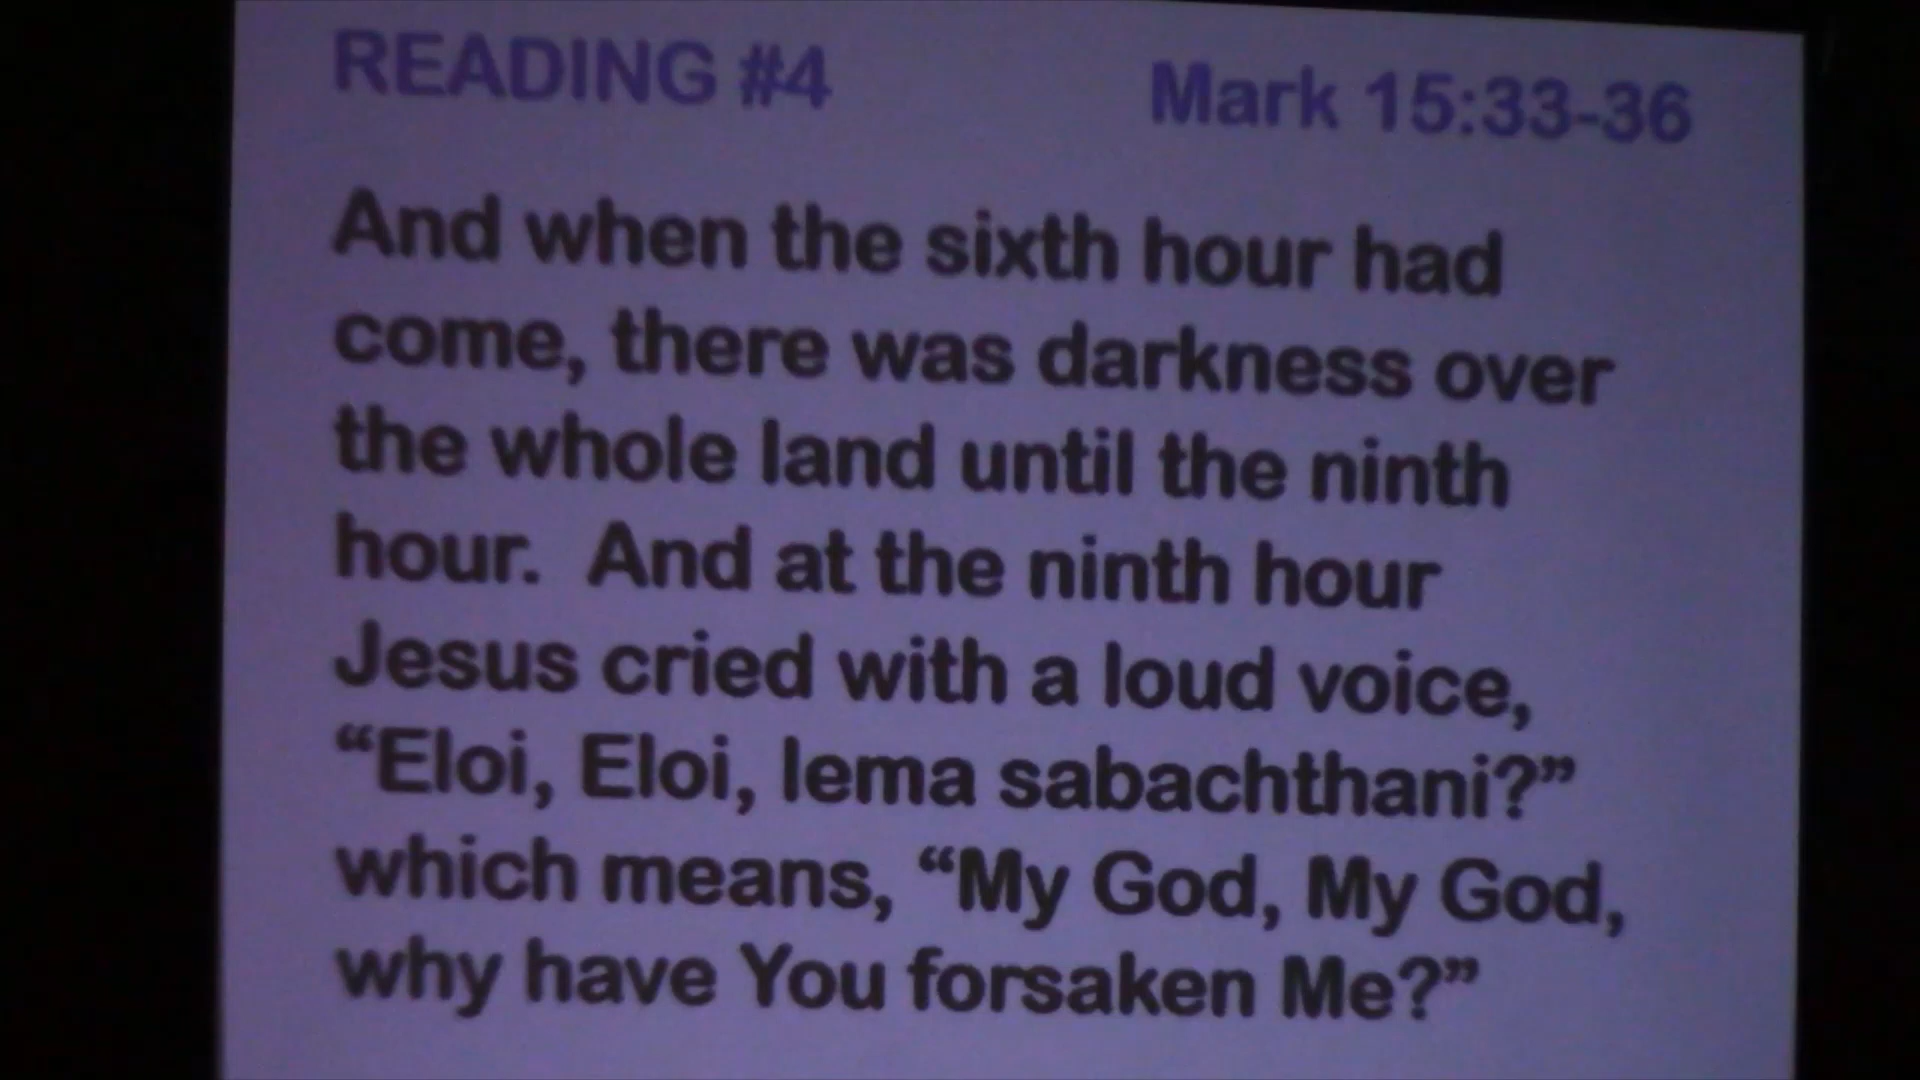 READING #4 Mark 15:33-36
And when the sixth hour had
come, there was darkness over
the whole land until the ninth
hour.  And at the ninth hour
Jesus cried with a loud voice,
“Eloi, Eloi, lema sabachthani?”
which means, “My God, My God,
why have You forsaken Me?”